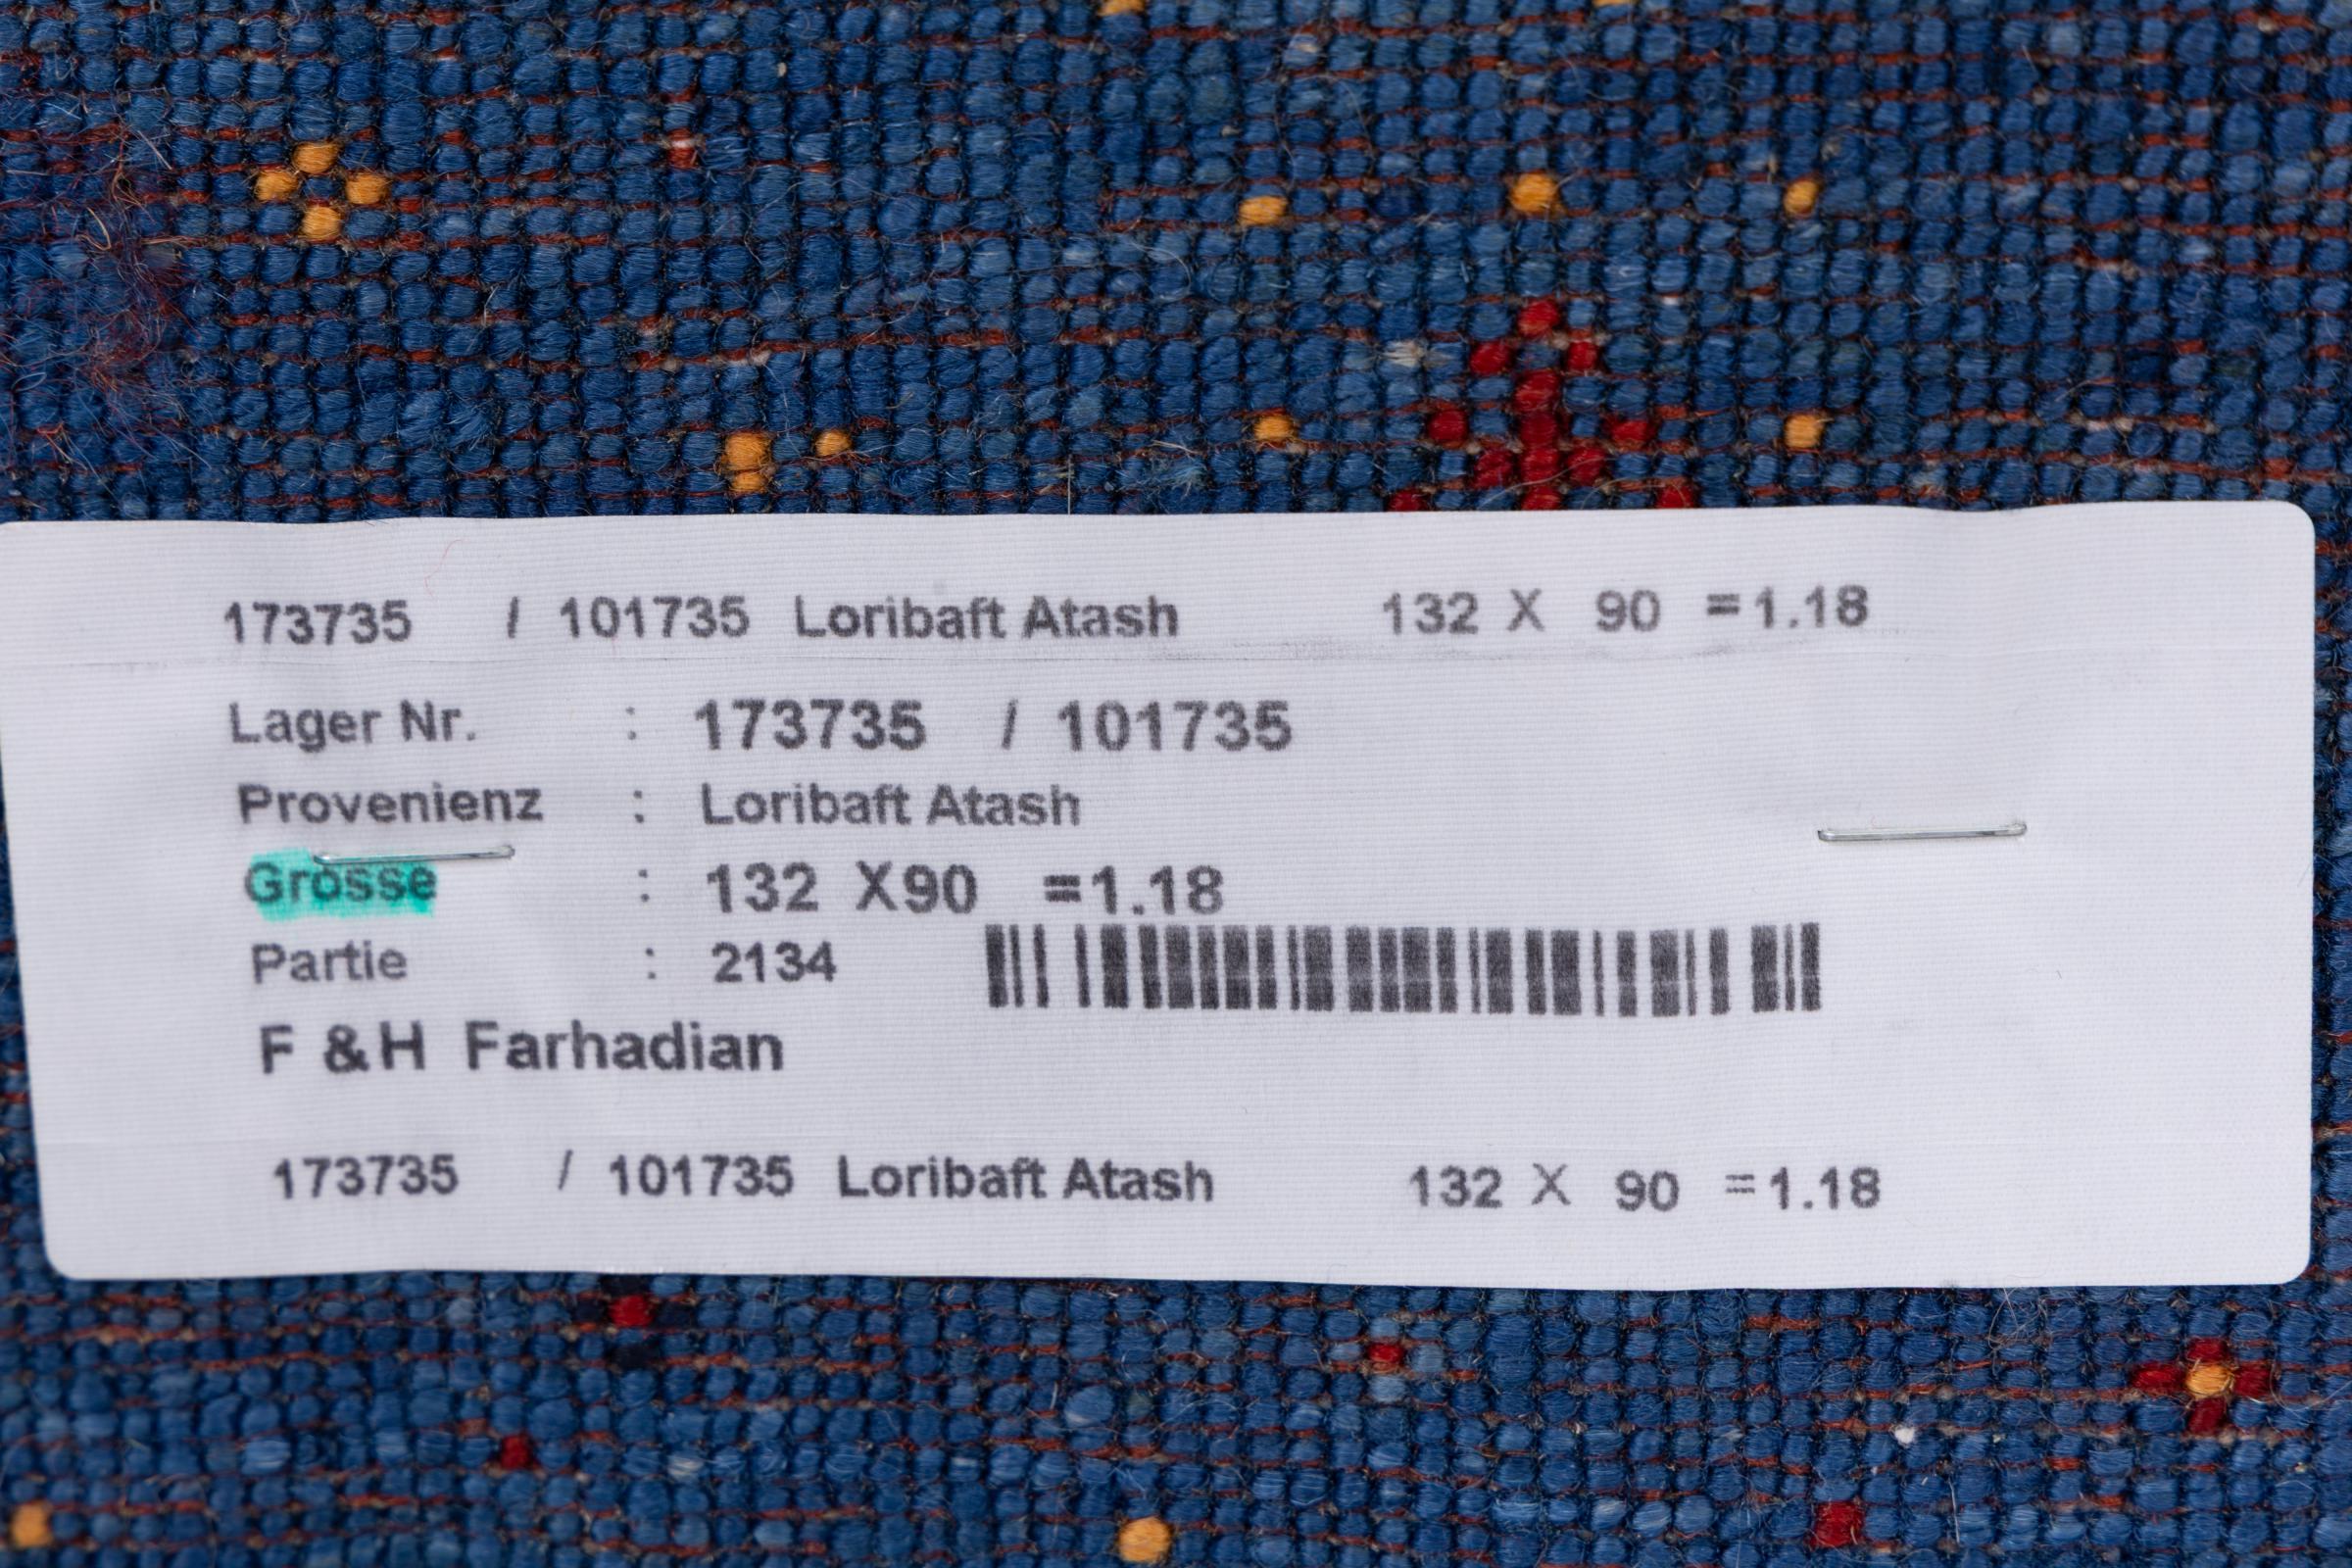 173735 / 101735 Loribaft Atash 132 X 90 =1.18
Lager Nr. : 173735 / 101735
Provenienz : Loribaft Atash
Grosse : 132 X90 =1.18
Partie : 2134
F & H Farhadian
173735 / 101735 Loribaft Atash 132 X 90 =1.18